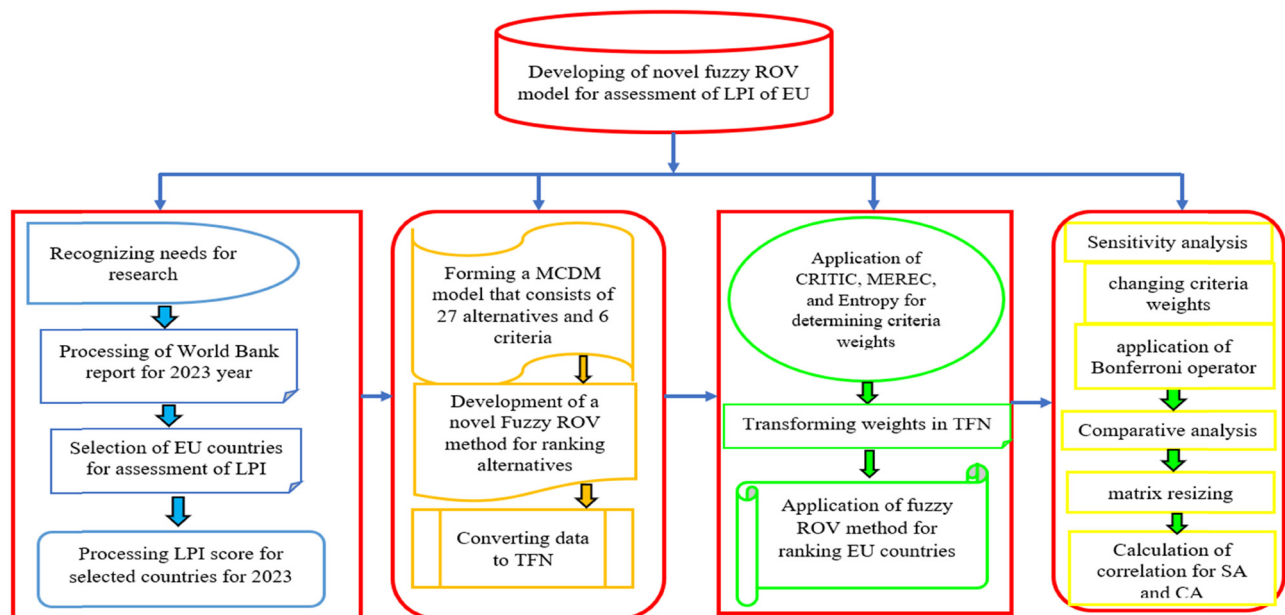 Developing of novel fuzzy ROV
model for assessment of LPI of EU
Recognizing needs for
research
Processing of World Bank
report for 2023 year
Selection of EU countries
for assessment of LPI
Processing LPI score for
selected countries for 2023
Forming a MCDM
model that consists of
27 alternatives and 6
criteria
Development of a
novel Fuzzy ROV
method for ranking
alternatives
Converting data
to TFN
Application of
CRITIC, MEREC,
and Entropy for
determining criteria
weights
Transforming weights in TFN
Application of fuzzy
ROV method for
ranking EU countries
Sensitivity analysis
changing criteria
weights
application of
Bonferroni operator
Comparative analysis
matrix resizing
Calculation of
correlation for SA
and CA